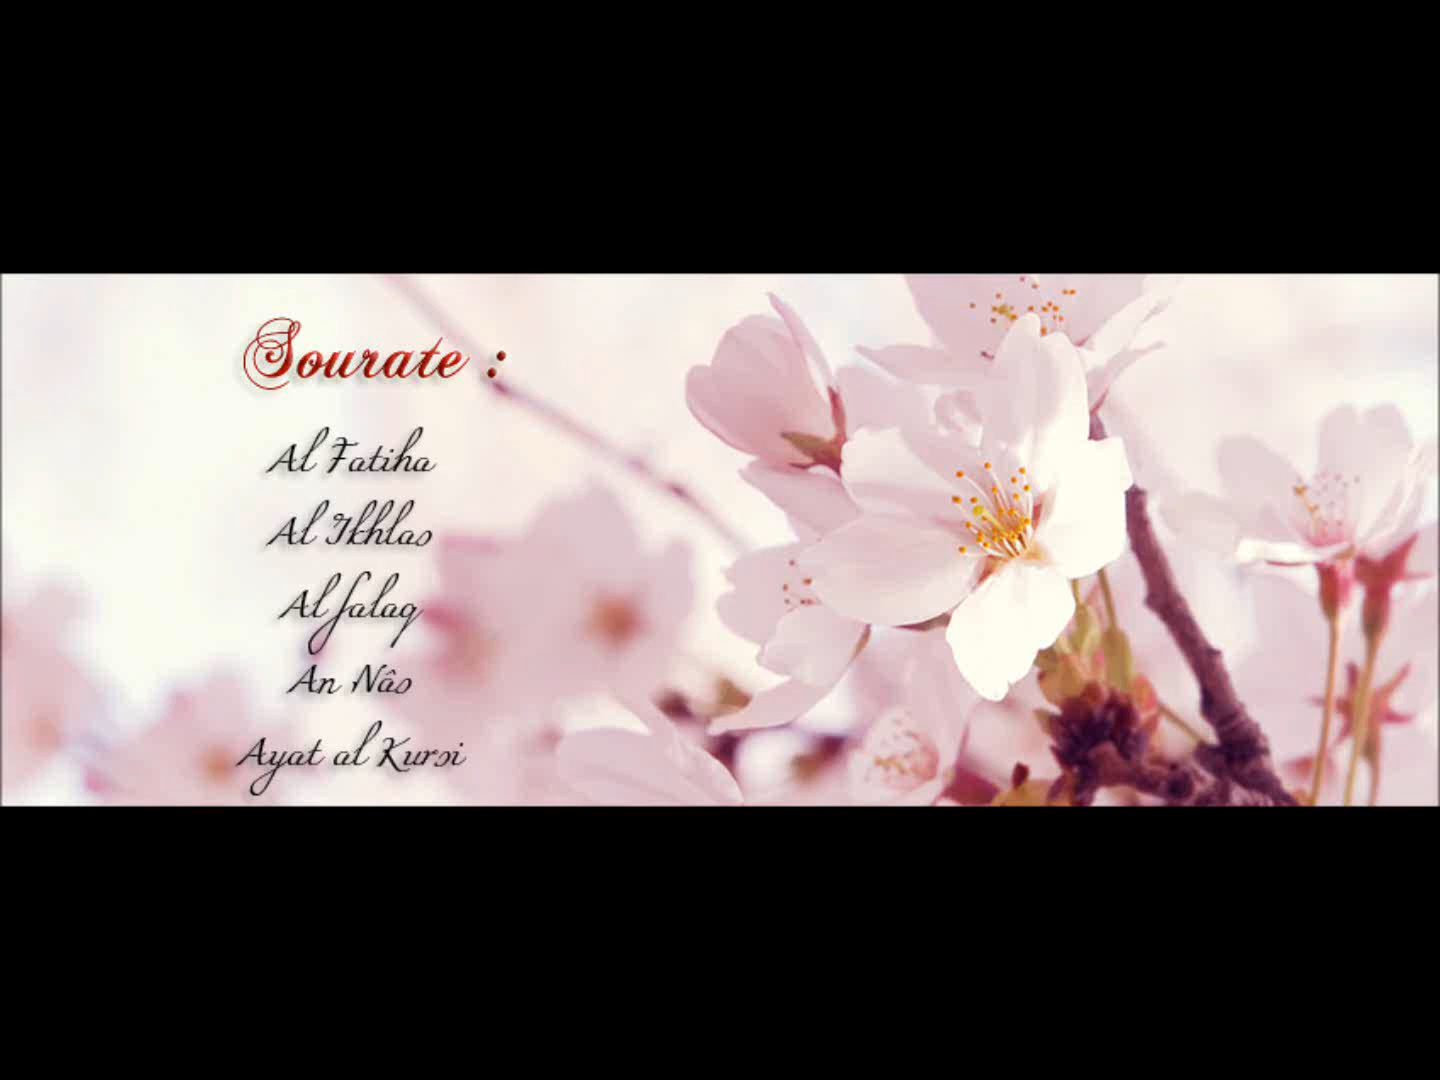 Sourate :
Al Fatiha
Al Ikhlas
Al falaq
An Nâs
Ayat al Kursi